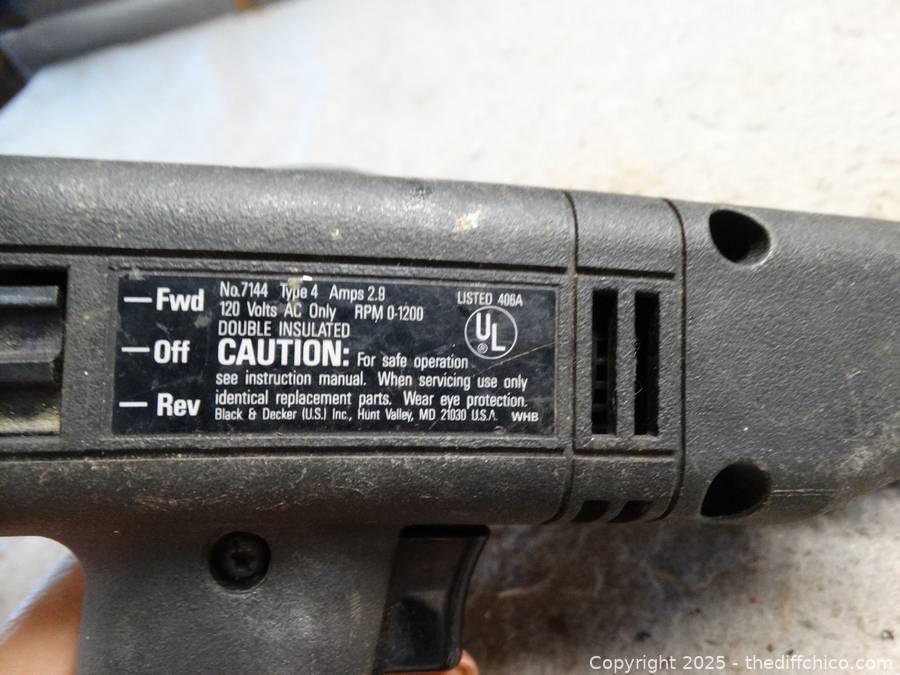 Fwd
Off
Rev
No.7144 Type 4 Amps 2.9
120 Volts AC Only RPM 0-1200
DOUBLE INSULATED
CAUTION: For safe operation
see instruction manual. When servicing use only
identical replacement parts. Wear eye protection.
Black & Decker (U.S.) Inc., Hunt Valley, MD 21030 U.S.A. WHB
LISTED 406A
UL
®
Copyright 2025 - thediffchico.com